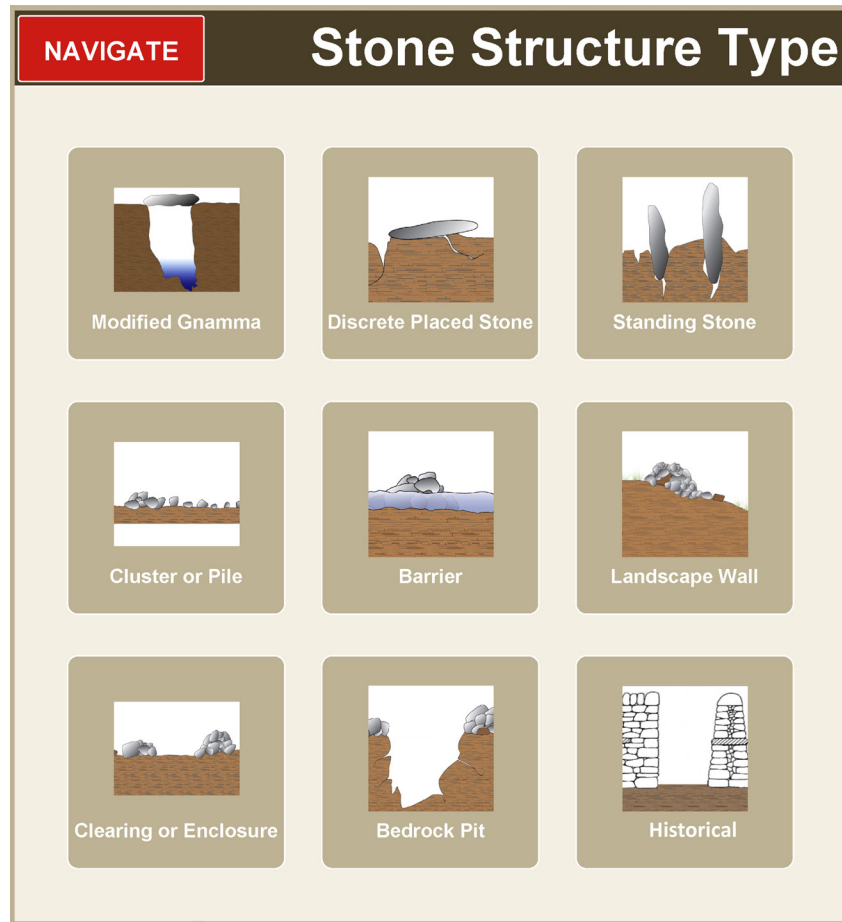 NAVIGATE
Stone Structure Type
Modified Gnamma
Discrete Placed Stone
Standing Stone
Cluster or Pile
Barrier
Landscape Wall
Clearing or Enclosure
Bedrock Pit
Historical